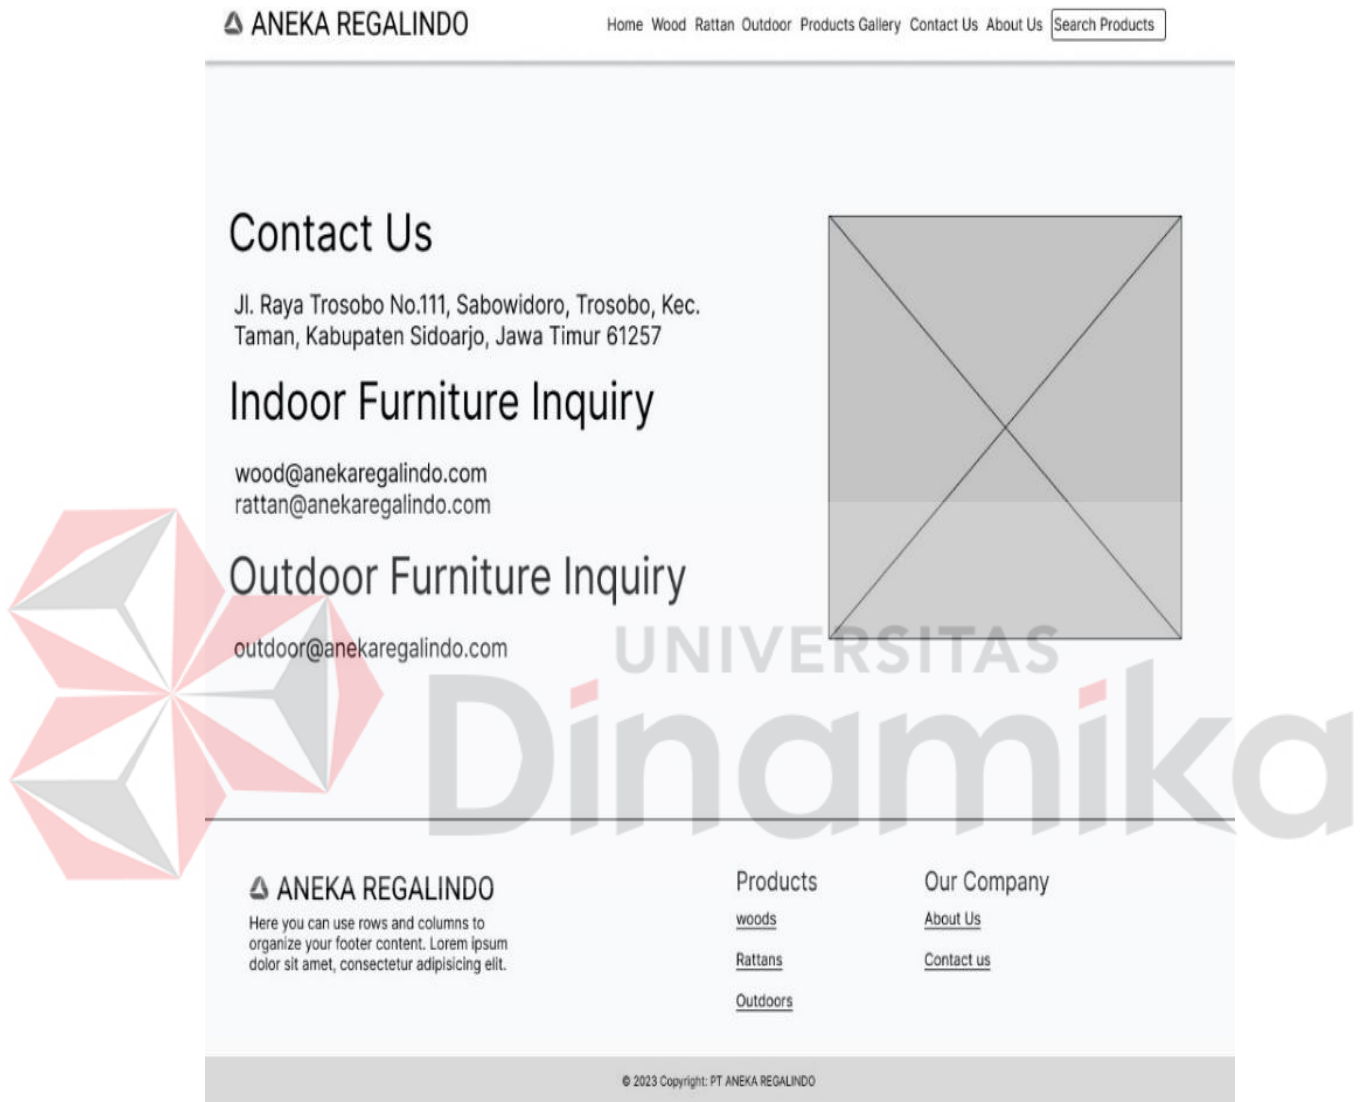 ANEKA REGALINDO
Home Wood Rattan Outdoor Products Gallery Contact Us About Us Search Products
Contact Us
Jl. Raya Trosobo No.111, Sabowidoro, Trosobo, Kec.
Taman, Kabupaten Sidoarjo, Jawa Timur 61257
Indoor Furniture Inquiry
wood@anekaregalindo.com
rattan@anekaregalindo.com
Outdoor Furniture Inquiry
outdoor@anekaregalindo.com
UNIVERSITAS
Dinamika
ANEKA REGALINDO
Here you can use rows and columns to
organize your footer content. Lorem ipsum
dolor sit amet, consectetur adipisicing elit.
Products
woods
Rattans
Outdoors
Our Company
About Us
Contact us
© 2023 Copyright: PT ANEKA REGALINDO